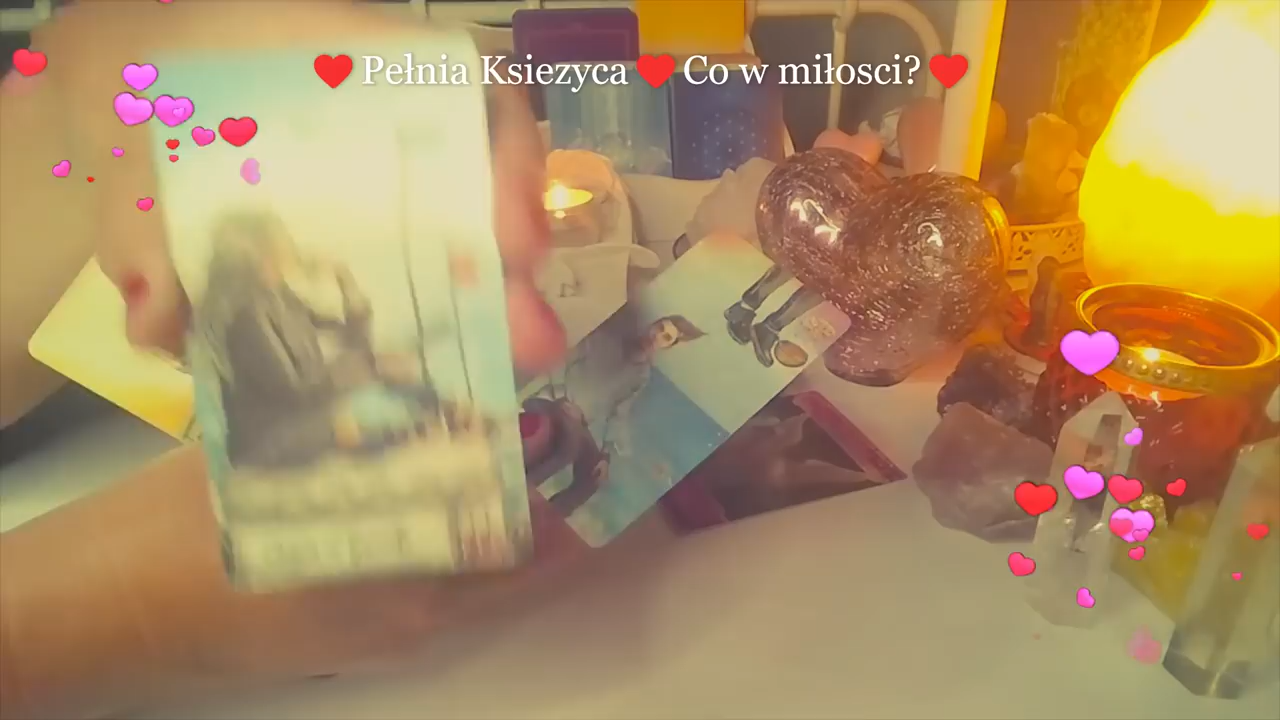 ❤️ Pełnia Ksiezyca ❤️ Co w miłosci? ❤️